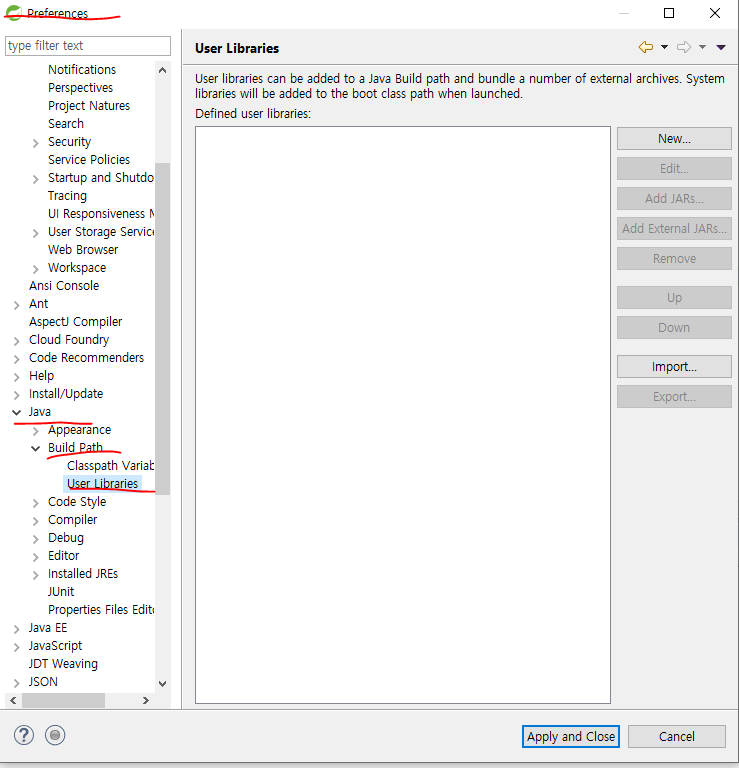 Preferences
type filter text
Notifications
Perspectives
Project Natures
Search
Security
Service Policies
Startup and Shutdo
Tracing
UI Responsiveness M
User Storage Service
Web Browser
Workspace
Ansi Console
Ant
AspectJ Compiler
Cloud Foundry
Code Recommenders
Help
Install/Update
Java
Appearance
Build Path
Classpath Variab
User Libraries
Code Style
Compiler
Debug
Editor
Installed JREs
JUnit
Properties Files Edito
Java EE
JavaScript
JDT Weaving
JSON
User Libraries
User libraries can be added to a Java Build path and bundle a number of external archives. System
libraries will be added to the boot class path when launched.
Defined user libraries:
New...
Edit...
Add JARs...
Add External JARs...
Remove
Up
Down
Import...
Export...
?
Apply and Close
Cancel